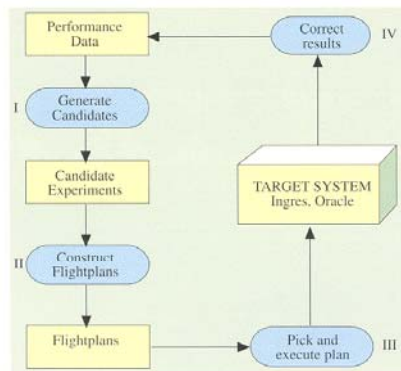 Performance
Data
Correct
results
IV
I
Generate
Candidates
Candidate
Experiments
TARGET SYSTEM
Ingres, Oracle
II
Construct
Flightplans
Flightplans
Pick and
execute plan
III